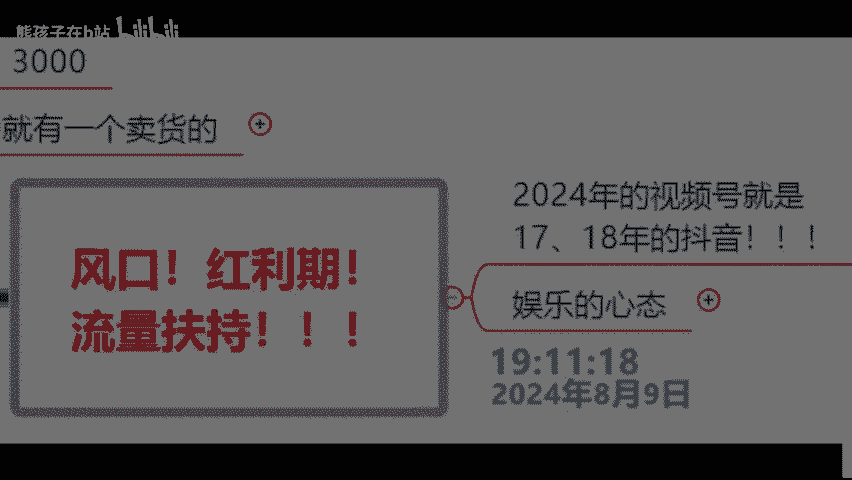 熊孩子在b站 bilibili
3000
就有一个卖货的
风口！红利期！
流量扶持！！！
2024年的视频号就是
17、18年的抖音！！！
娱乐的心态
19:11:18
2024年8月9日